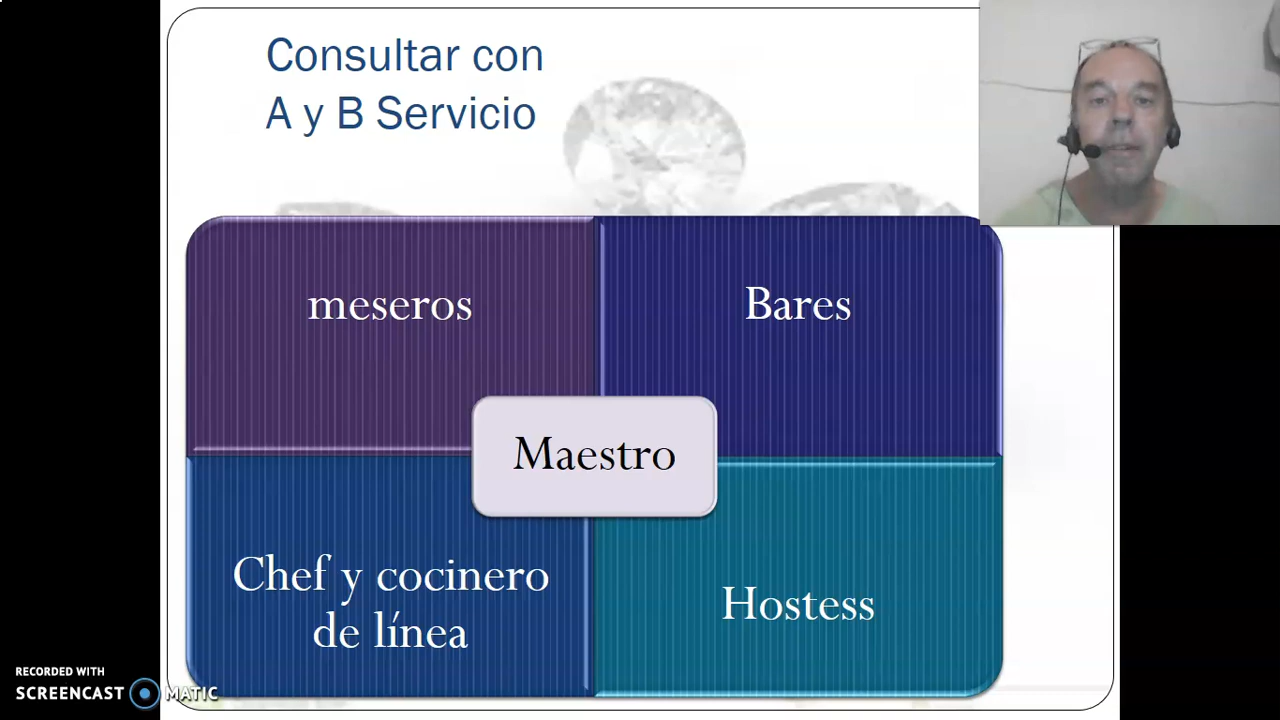 Consultar con
A y B Servicio
meseros
Bares
Maestro
Chef y cocinero
de línea
Hostess
RECORDED WITH
SCREENCAST MATIC